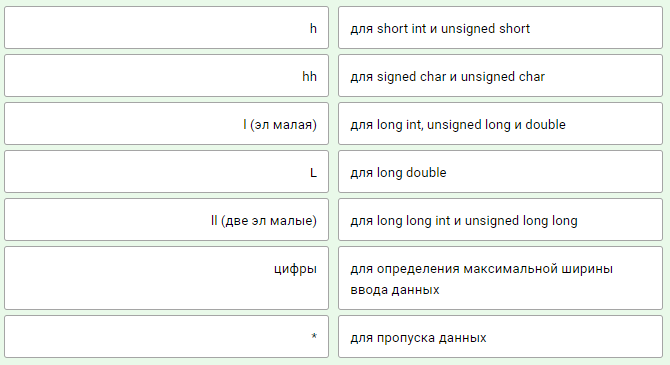 h для short int и unsigned short
hh для signed char и unsigned char
l (эл малая) для long int, unsigned long и double
L для long double
ll (две эл малые) для long long int и unsigned long long
цифры для определения максимальной ширины
ввода данных
* для пропуска данных